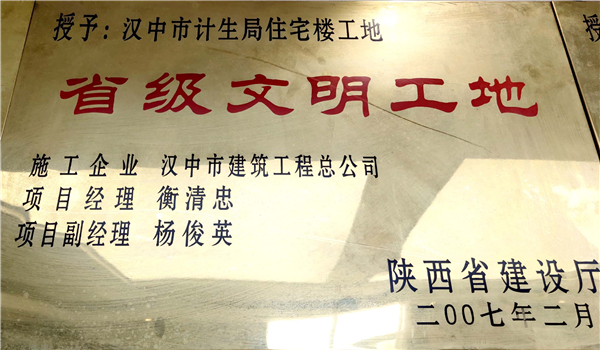 授予：汉中市计生局住宅楼工地
省级文明工地
施工企业 汉中市建筑工程总公司
项目经理 衡清忠
项目副经理 杨俊英
陕西省建设厅
二00七年二月
授